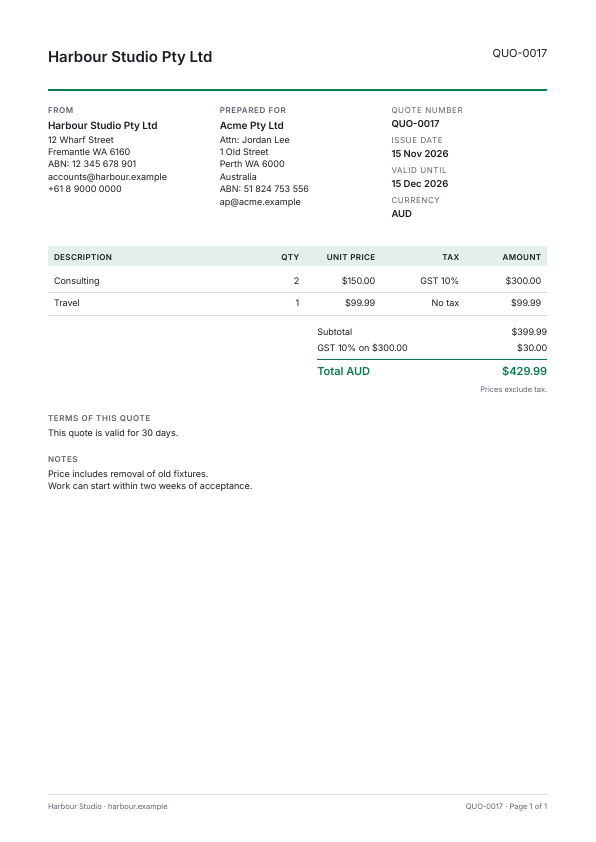 Harbour Studio Pty Ltd
QUO-0017
FROM
Harbour Studio Pty Ltd
12 Wharf Street
Fremantle WA 6160
ABN: 12 345 678 901
accounts@harbour.example
+61 8 9000 0000
PREPARED FOR
Acme Pty Ltd
Attn: Jordan Lee
1 Old Street
Perth WA 6000
Australia
ABN: 51 824 753 556
ap@acme.example
QUOTE NUMBER
QUO-0017
ISSUE DATE
15 Nov 2026
VALID UNTIL
15 Dec 2026
CURRENCY
AUD
DESCRIPTION QTY UNIT PRICE TAX AMOUNT
Consulting 2 $150.00 GST 10% $300.00
Travel 1 $99.99 No tax $99.99
Subtotal $399.99
GST 10% on $300.00 $30.00
Total AUD $429.99
Prices exclude tax.
TERMS OF THIS QUOTE
This quote is valid for 30 days.
NOTES
Price includes removal of old fixtures.
Work can start within two weeks of acceptance.
Harbour Studio · harbour.example
QUO-0017 · Page 1 of 1